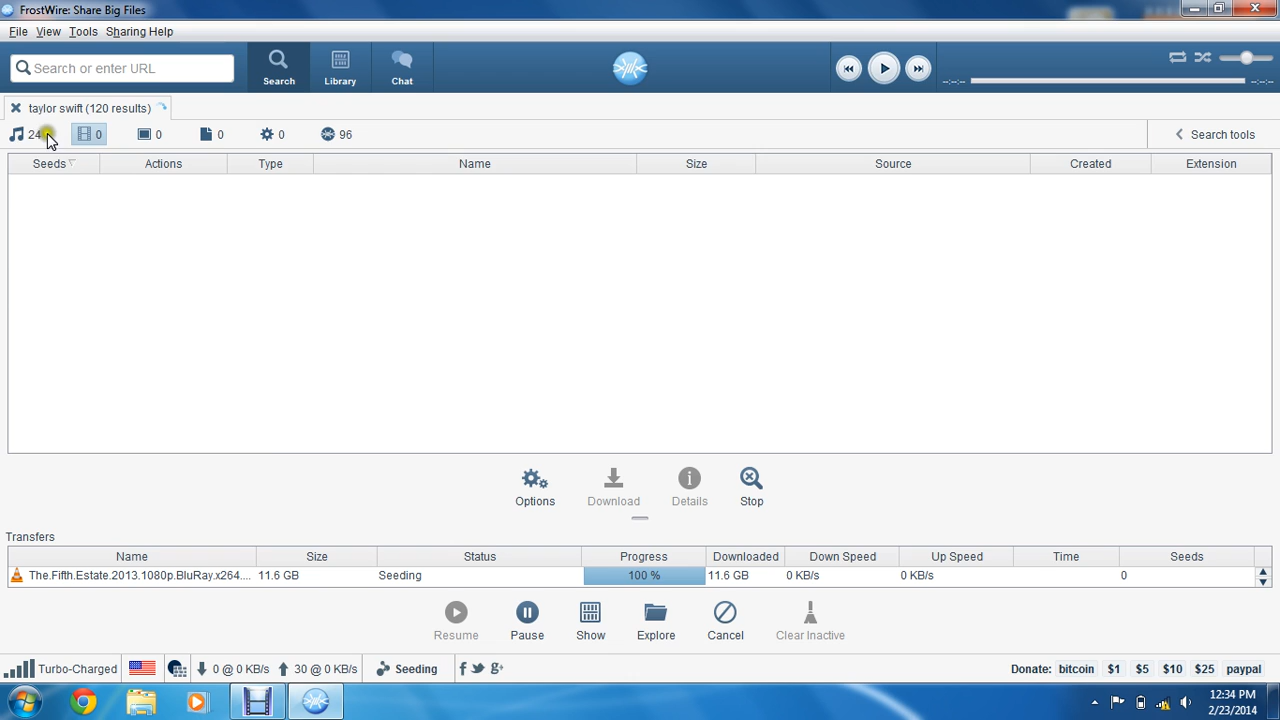 FrostWire: Share Big Files
File View Tools Sharing Help
Search or enter URL
Search Library Chat
--:--:-- --:--:--
taylor swift (120 results)
24 0 0 0 0 96 Search tools
Seeds Actions Type Name Size Source Created Extension
Options Download Details Stop
Transfers
Name Size Status Progress Downloaded Down Speed Up Speed Time Seeds
The.Fifth.Estate.2013.1080p.BluRay.x264.... 11.6 GB Seeding 100 % 11.6 GB 0 KB/s 0 KB/s 0
Resume Pause Show Explore Cancel Clear Inactive
Turbo-Charged 0 @ 0 KB/s 30 @ 0 KB/s Seeding f g+ Donate: bitcoin $1 $5 $10 $25 paypal
12:34 PM
2/23/2014